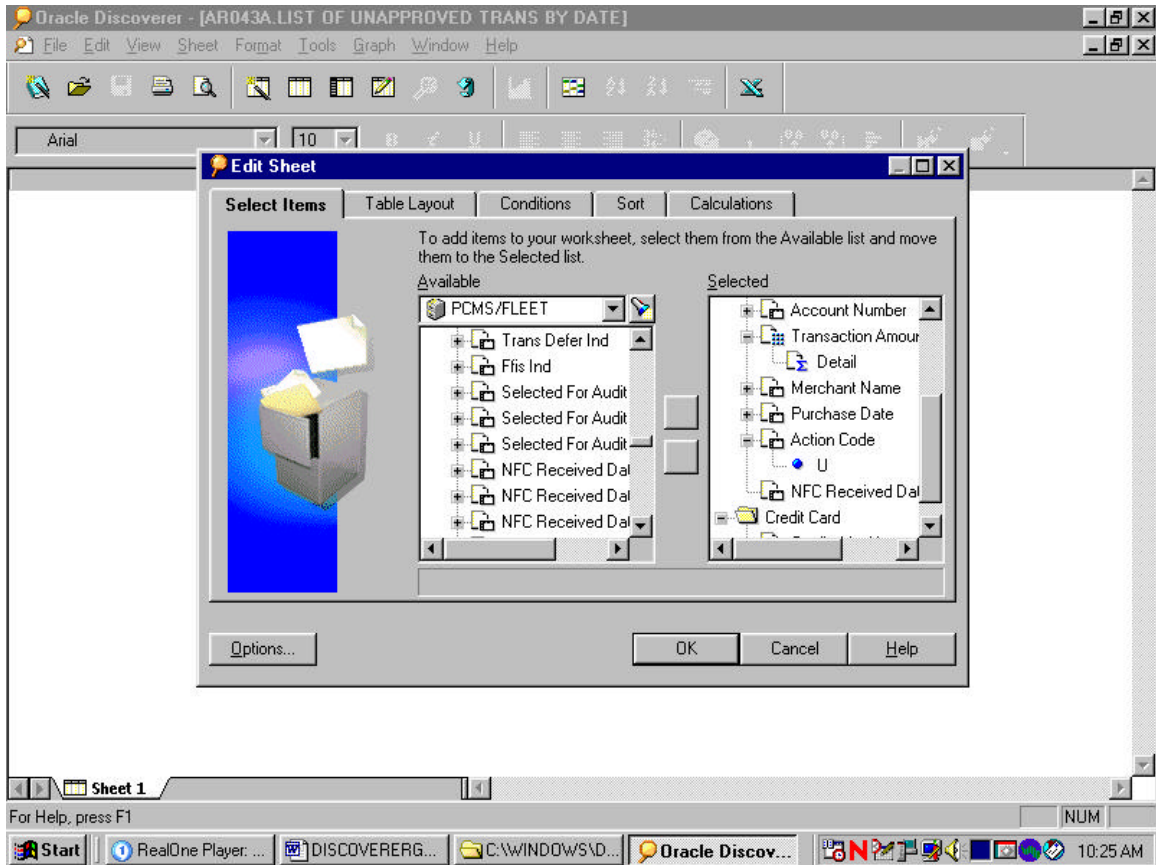 Oracle Discoverer - [AR043A.LIST OF UNAPPROVED TRANS BY DATE]
File Edit View Sheet Format Tools Graph Window Help
Arial 10 B I U
Edit Sheet
Select Items Table Layout Conditions Sort Calculations
To add items to your worksheet, select them from the Available list and move
them to the Selected list.
Available Selected
PCMS/FLEET
Trans Defer Ind
Ffis Ind
Selected For Audit
Selected For Audit
Selected For Audit
NFC Received Dat
NFC Received Dat
NFC Received Dat
Account Number
Transaction Amour
Detail
Merchant Name
Purchase Date
Action Code
U
NFC Received Dat
Credit Card
Options... OK Cancel Help
Sheet 1
For Help, press F1 NUM
Start RealOne Player: ... DISCOVERERG... C:\WINDOWS\D... Oracle Discov... N 10:25 AM